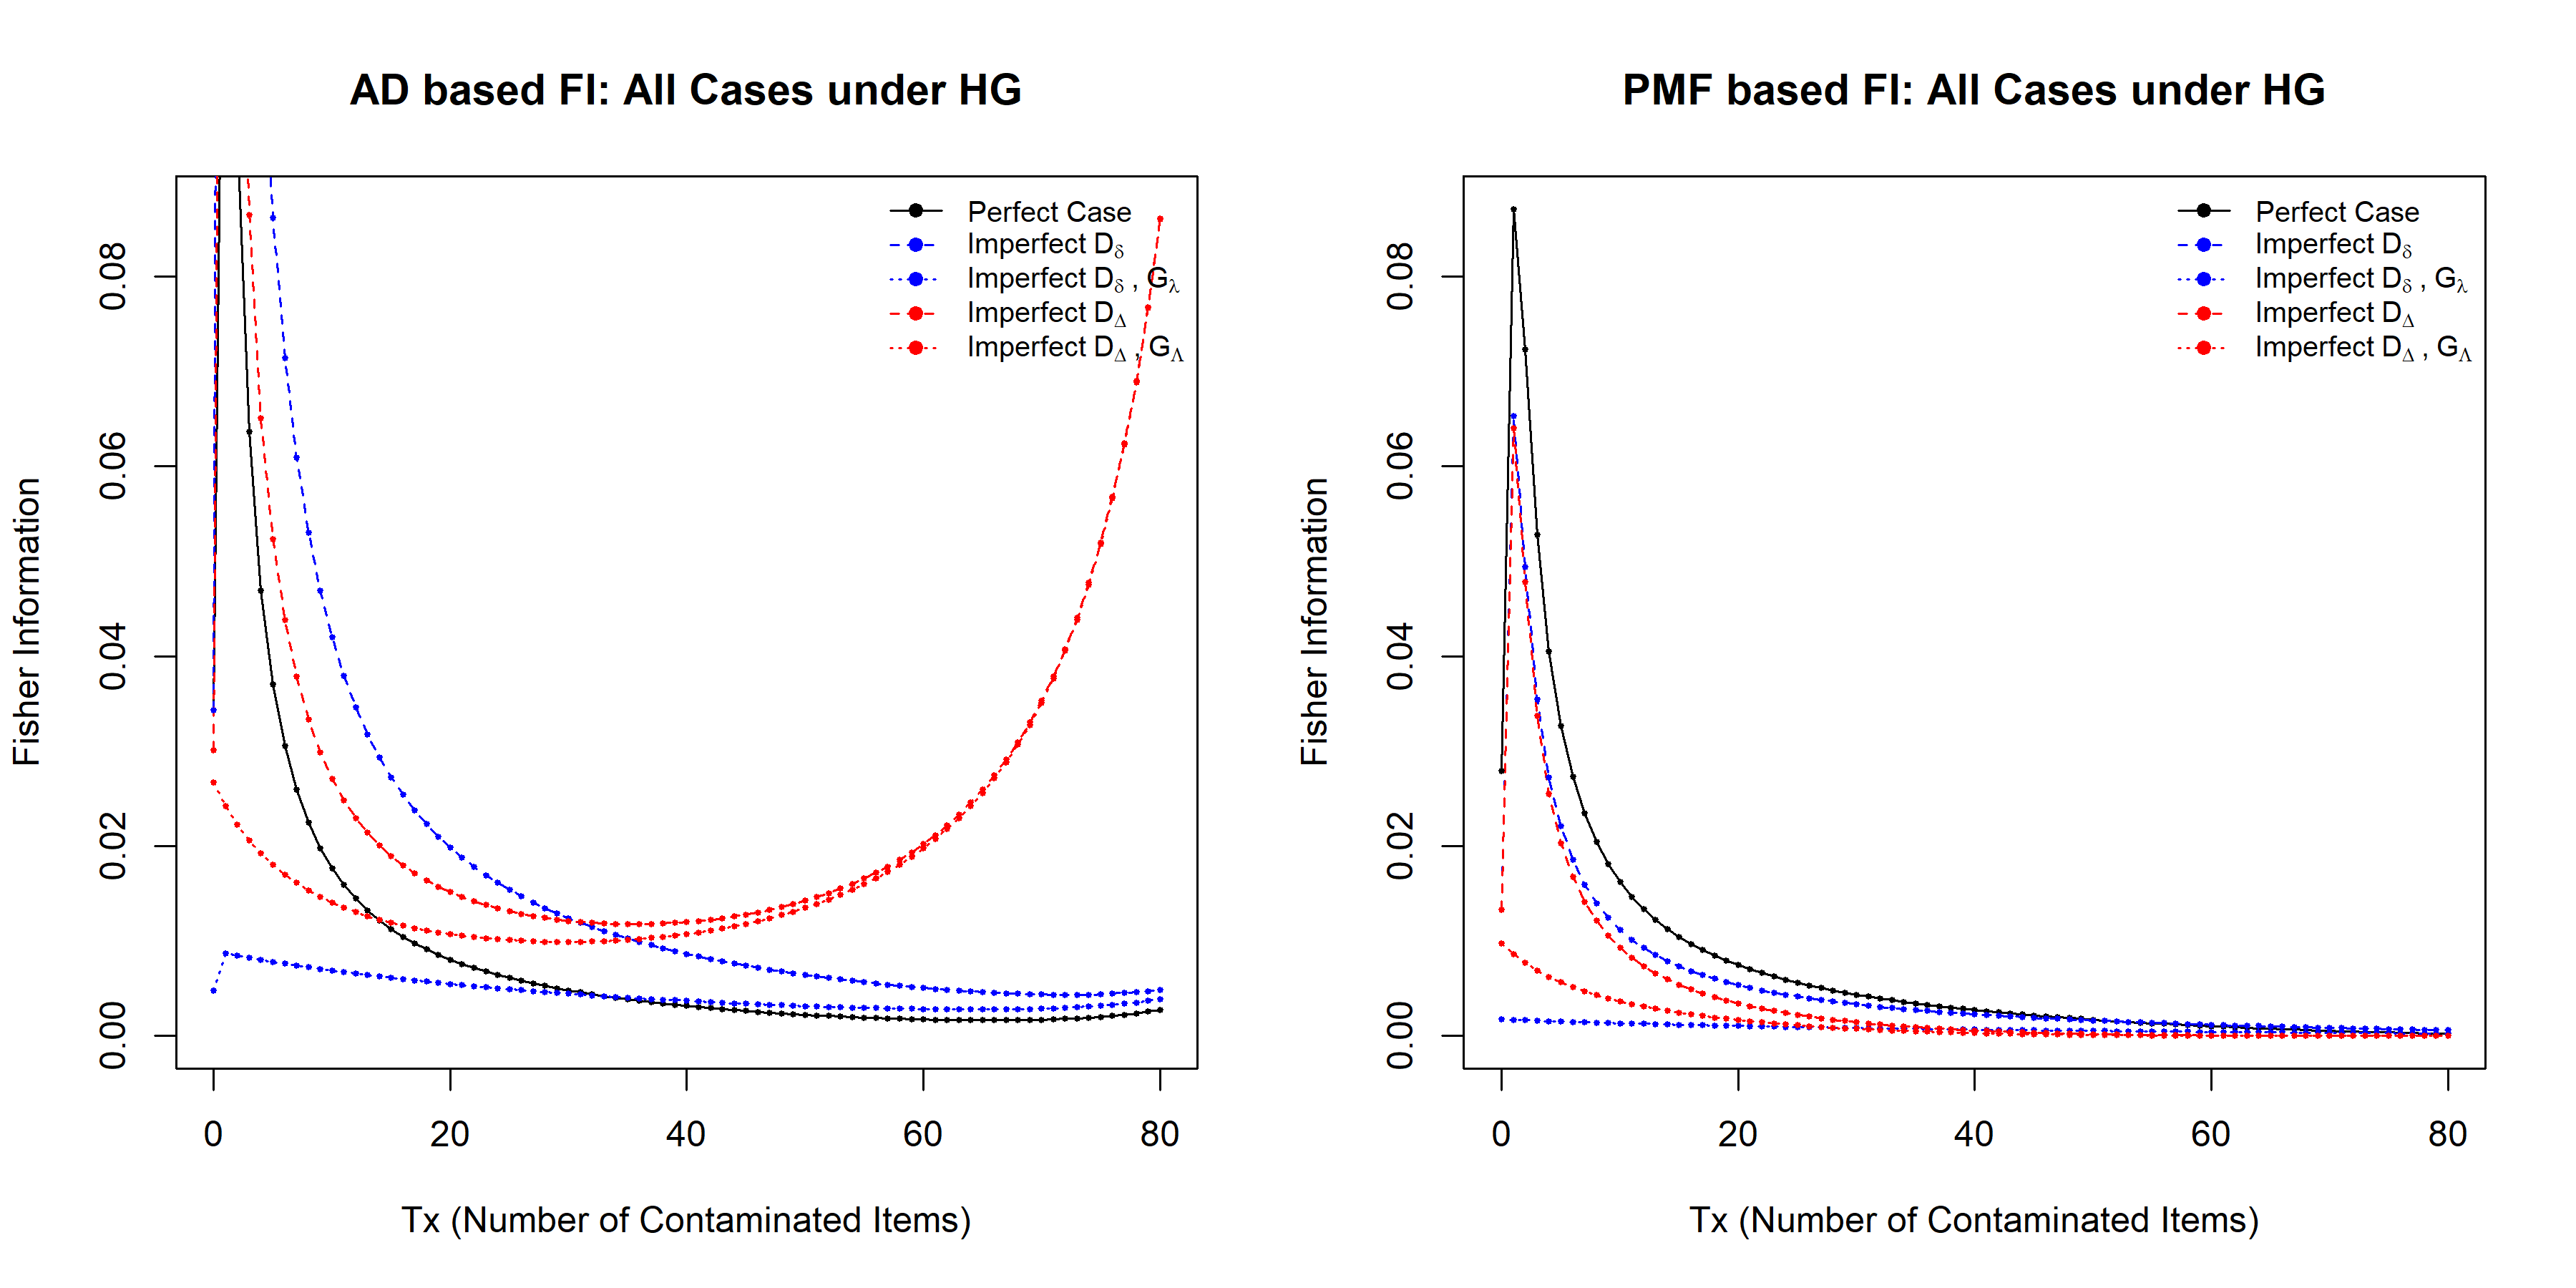 AD based FI: All Cases under HG
Fisher Information
0.00 0.02 0.04 0.06 0.08
Perfect Case
Imperfect Dδ
Imperfect Dδ , Gλ
Imperfect DΔ
Imperfect DΔ , GΛ
0 20 40 60 80
Tx (Number of Contaminated Items)
PMF based FI: All Cases under HG
Fisher Information
0.00 0.02 0.04 0.06 0.08
Perfect Case
Imperfect Dδ
Imperfect Dδ , Gλ
Imperfect DΔ
Imperfect DΔ , GΛ
0 20 40 60 80
Tx (Number of Contaminated Items)